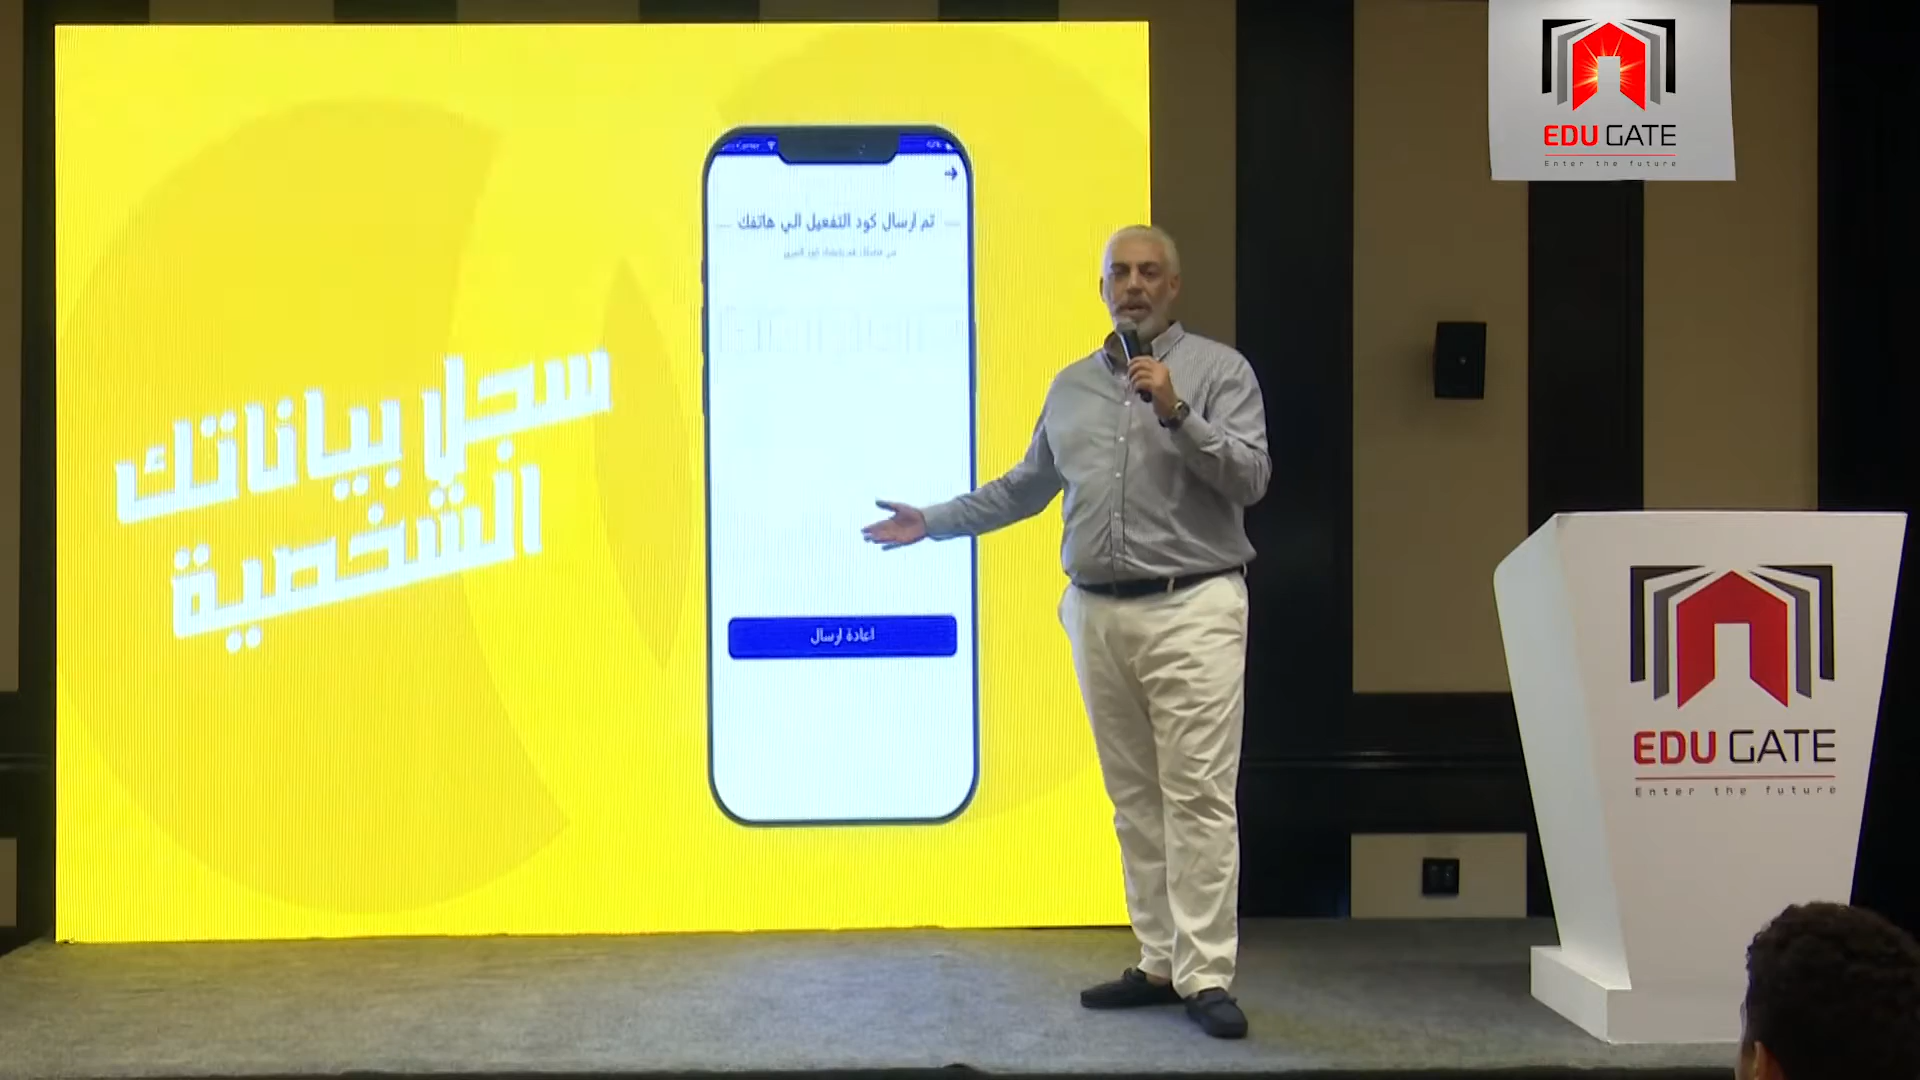 سجل بياناتك
الشخصية
تم ارسال كود التفعيل الي هاتفك
اعادة ارسال
EDU GATE
Enter the future
EDU GATE
Enter the future